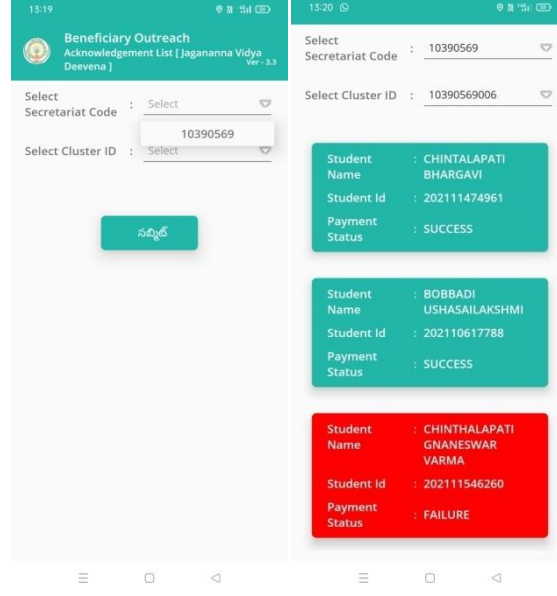 13:19
Beneficiary Outreach
Acknowledgement List [ Jagananna Vidya
Deevena ]
Ver - 3.3
Select
Secretariat Code : Select
10390569
Select Cluster ID : Select
సబ్మిట్
13:20
Select
Secretariat Code : 10390569
Select Cluster ID : 10390569006
Student : CHINTALAPATI
Name BHARGAVI
Student Id : 202111474961
Payment
Status : SUCCESS
Student : BOBBADI
Name USHASAILAKSHMI
Student Id : 202110617788
Payment
Status : SUCCESS
Student : CHINTHALAPATI
Name GNANESWAR
VARMA
Student Id : 202111546260
Payment
Status : FAILURE